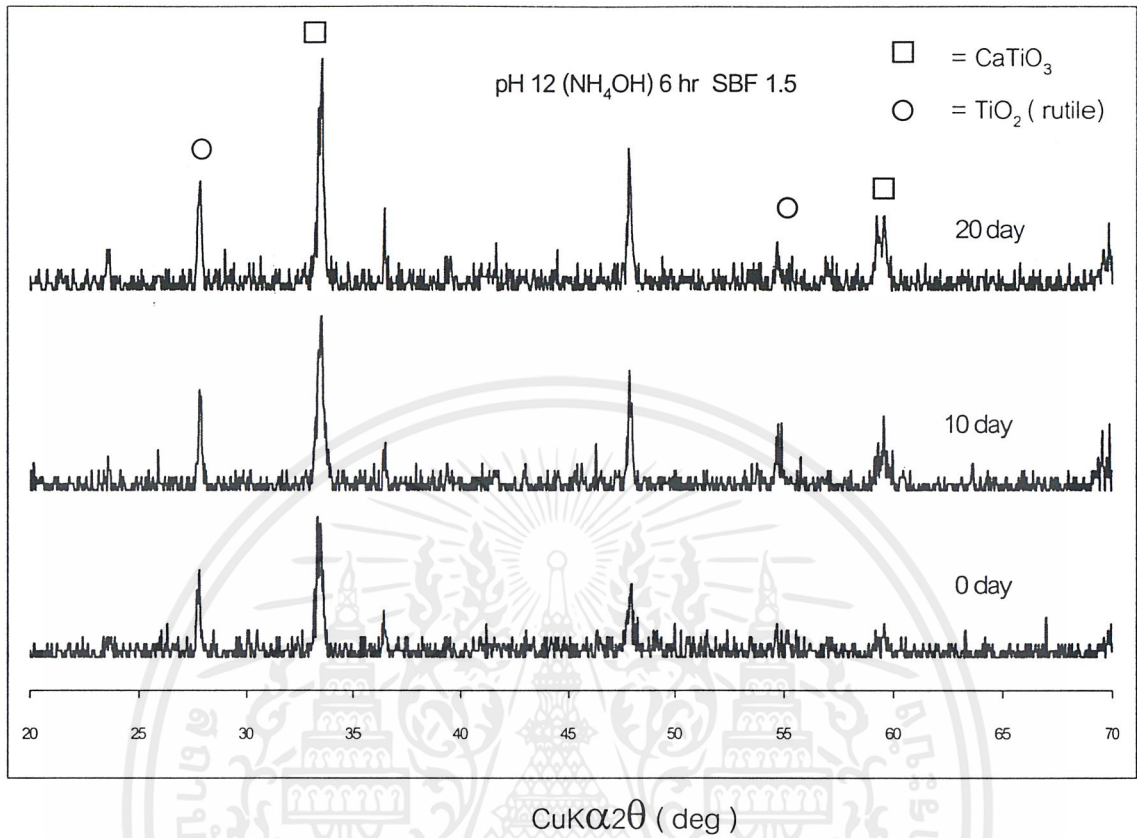 pH 12 (NH₄OH) 6 hr SBF 1.5
□ = CaTiO₃
○ = TiO₂ ( rutile)
20 day
10 day
0 day
20 25 30 35 40 45 50 55 60 65 70
CuKα2θ ( deg )